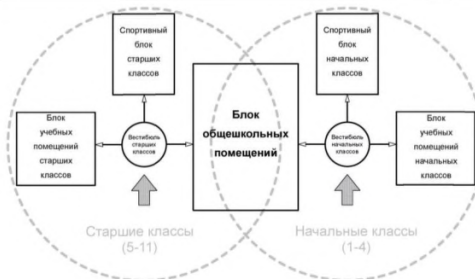 Спортивный
блок
старших
классов
Спортивный
блок
начальных
классов
Блок
учебных
помещений
старших
классов
Вестибюль
старших
классов
Блок
общешкольных
помещений
Вестибюль
начальных
классов
Блок
учебных
помещений
начальных
классов
Старшие классы
(5-11)
Начальные классы
(1-4)